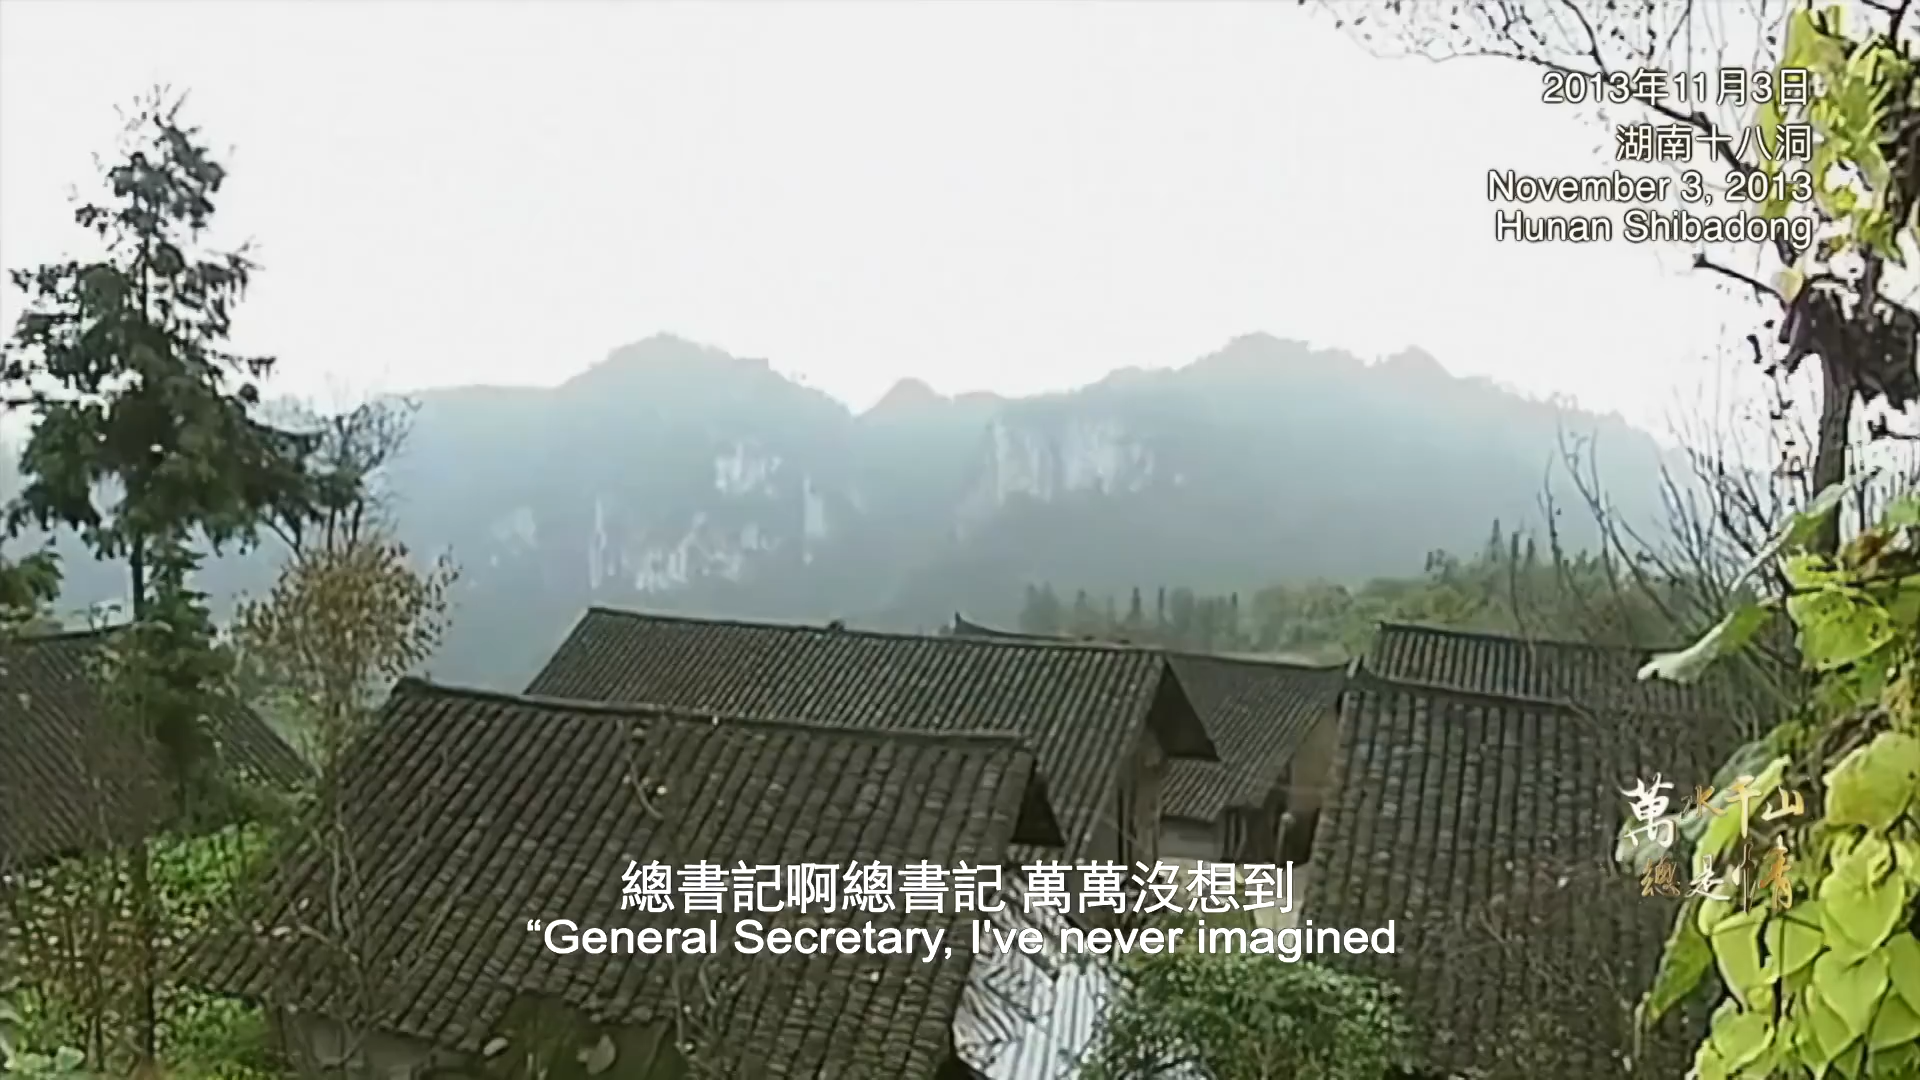 2013年11月3日
湖南十八洞
November 3, 2013
Hunan Shibadong
萬水千山
總是情
總書記啊總書記 萬萬沒想到
“General Secretary, I've never imagined